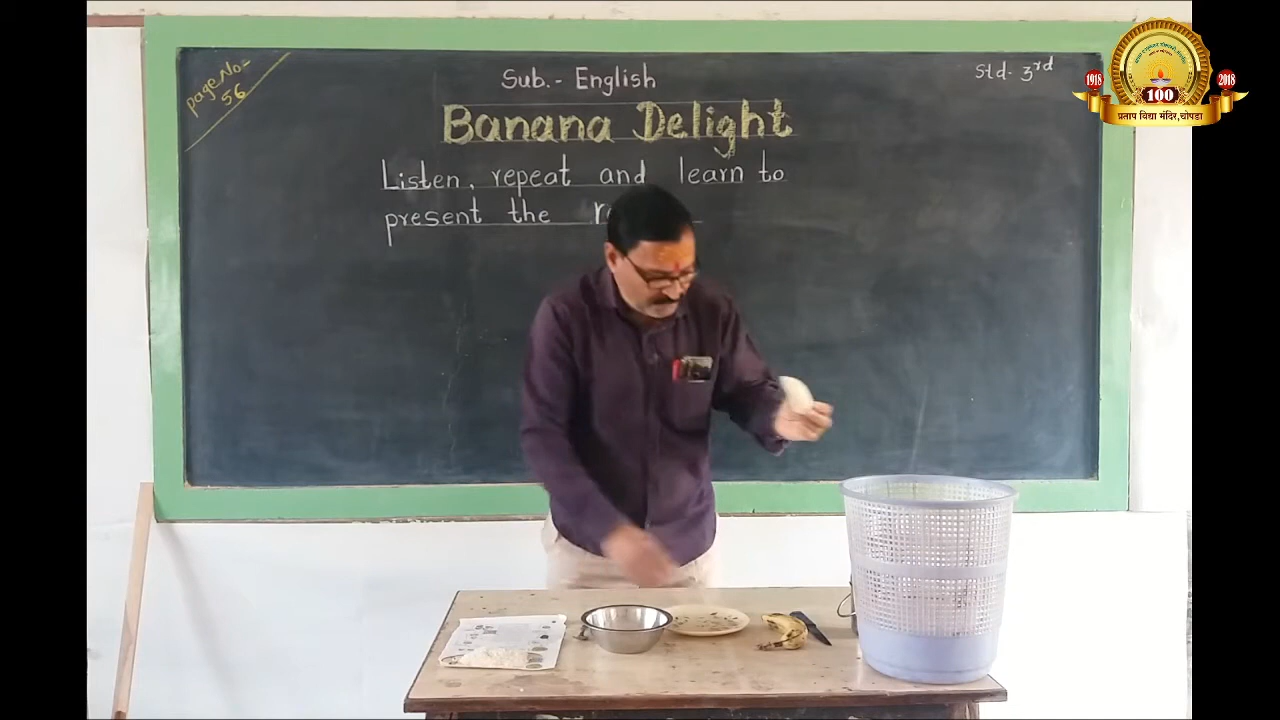 page No-
56
Sub.- English
Std- 3rd
Banana Delight
Listen, repeat and learn to
present the
1918
2018
100
प्रताप विद्या मंदिर,चोपडा